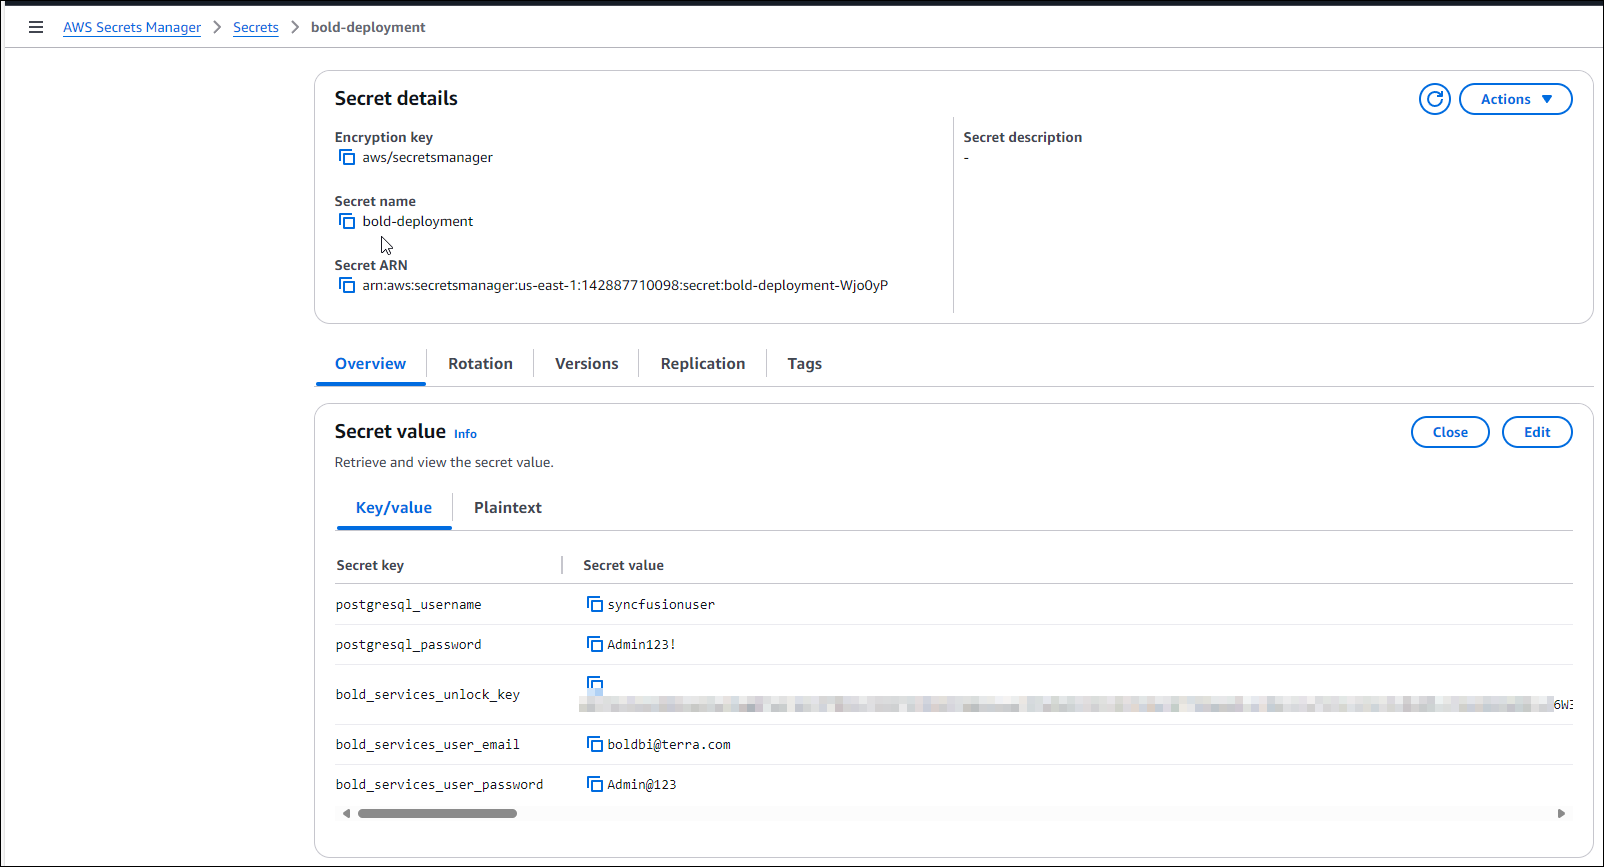 AWS Secrets Manager > Secrets > bold-deployment
Secret details
Actions
Encryption key
aws/secretsmanager
Secret name
bold-deployment
Secret ARN
arn:aws:secretsmanager:us-east-1:142887710098:secret:bold-deployment-Wjo0yP
Secret description
-
Overview
Rotation
Versions
Replication
Tags
Secret value Info
Close
Edit
Retrieve and view the secret value.
Key/value
Plaintext
Secret key
Secret value
postgresql_username
syncfusionuser
postgresql_password
Admin123!
bold_services_unlock_key
bold_services_user_email
boldbi@terra.com
bold_services_user_password
Admin@123